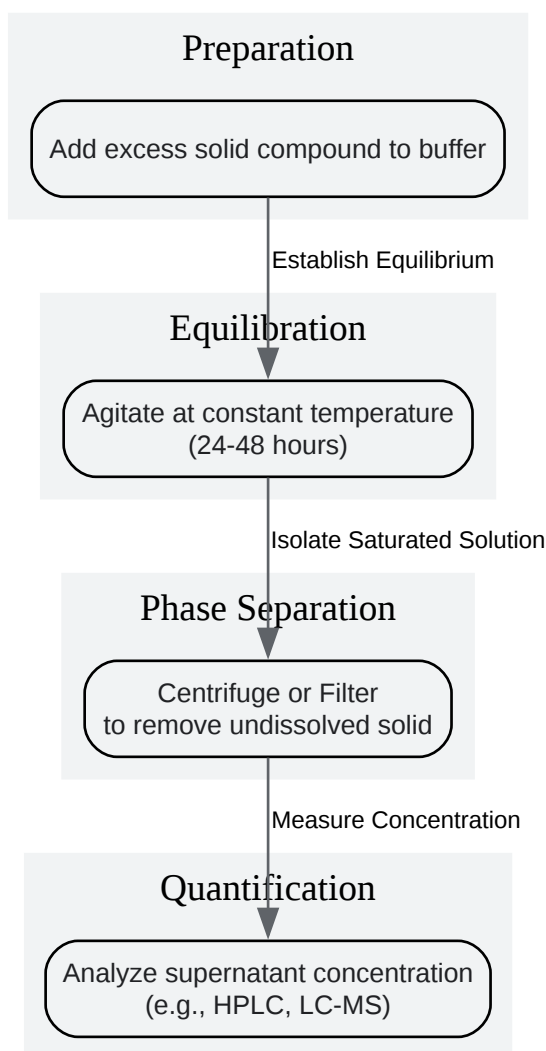 Preparation
Add excess solid compound to buffer
Establish Equilibrium
Equilibration
Agitate at constant temperature
(24-48 hours)
Isolate Saturated Solution
Phase Separation
Centrifuge or Filter
to remove undissolved solid
Measure Concentration
Quantification
Analyze supernatant concentration
(e.g., HPLC, LC-MS)